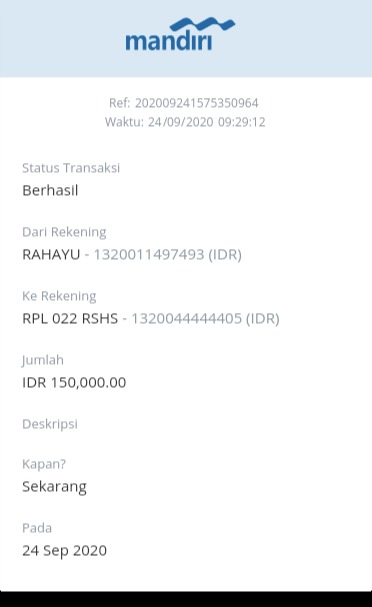 mandiri
Ref: 202009241575350964
Waktu: 24/09/2020 09:29:12
Status Transaksi
Berhasil
Dari Rekening
RAHAYU - 1320011497493 (IDR)
Ke Rekening
RPL 022 RSHS - 1320044444405 (IDR)
Jumlah
IDR 150,000.00
Deskripsi
Kapan?
Sekarang
Pada
24 Sep 2020